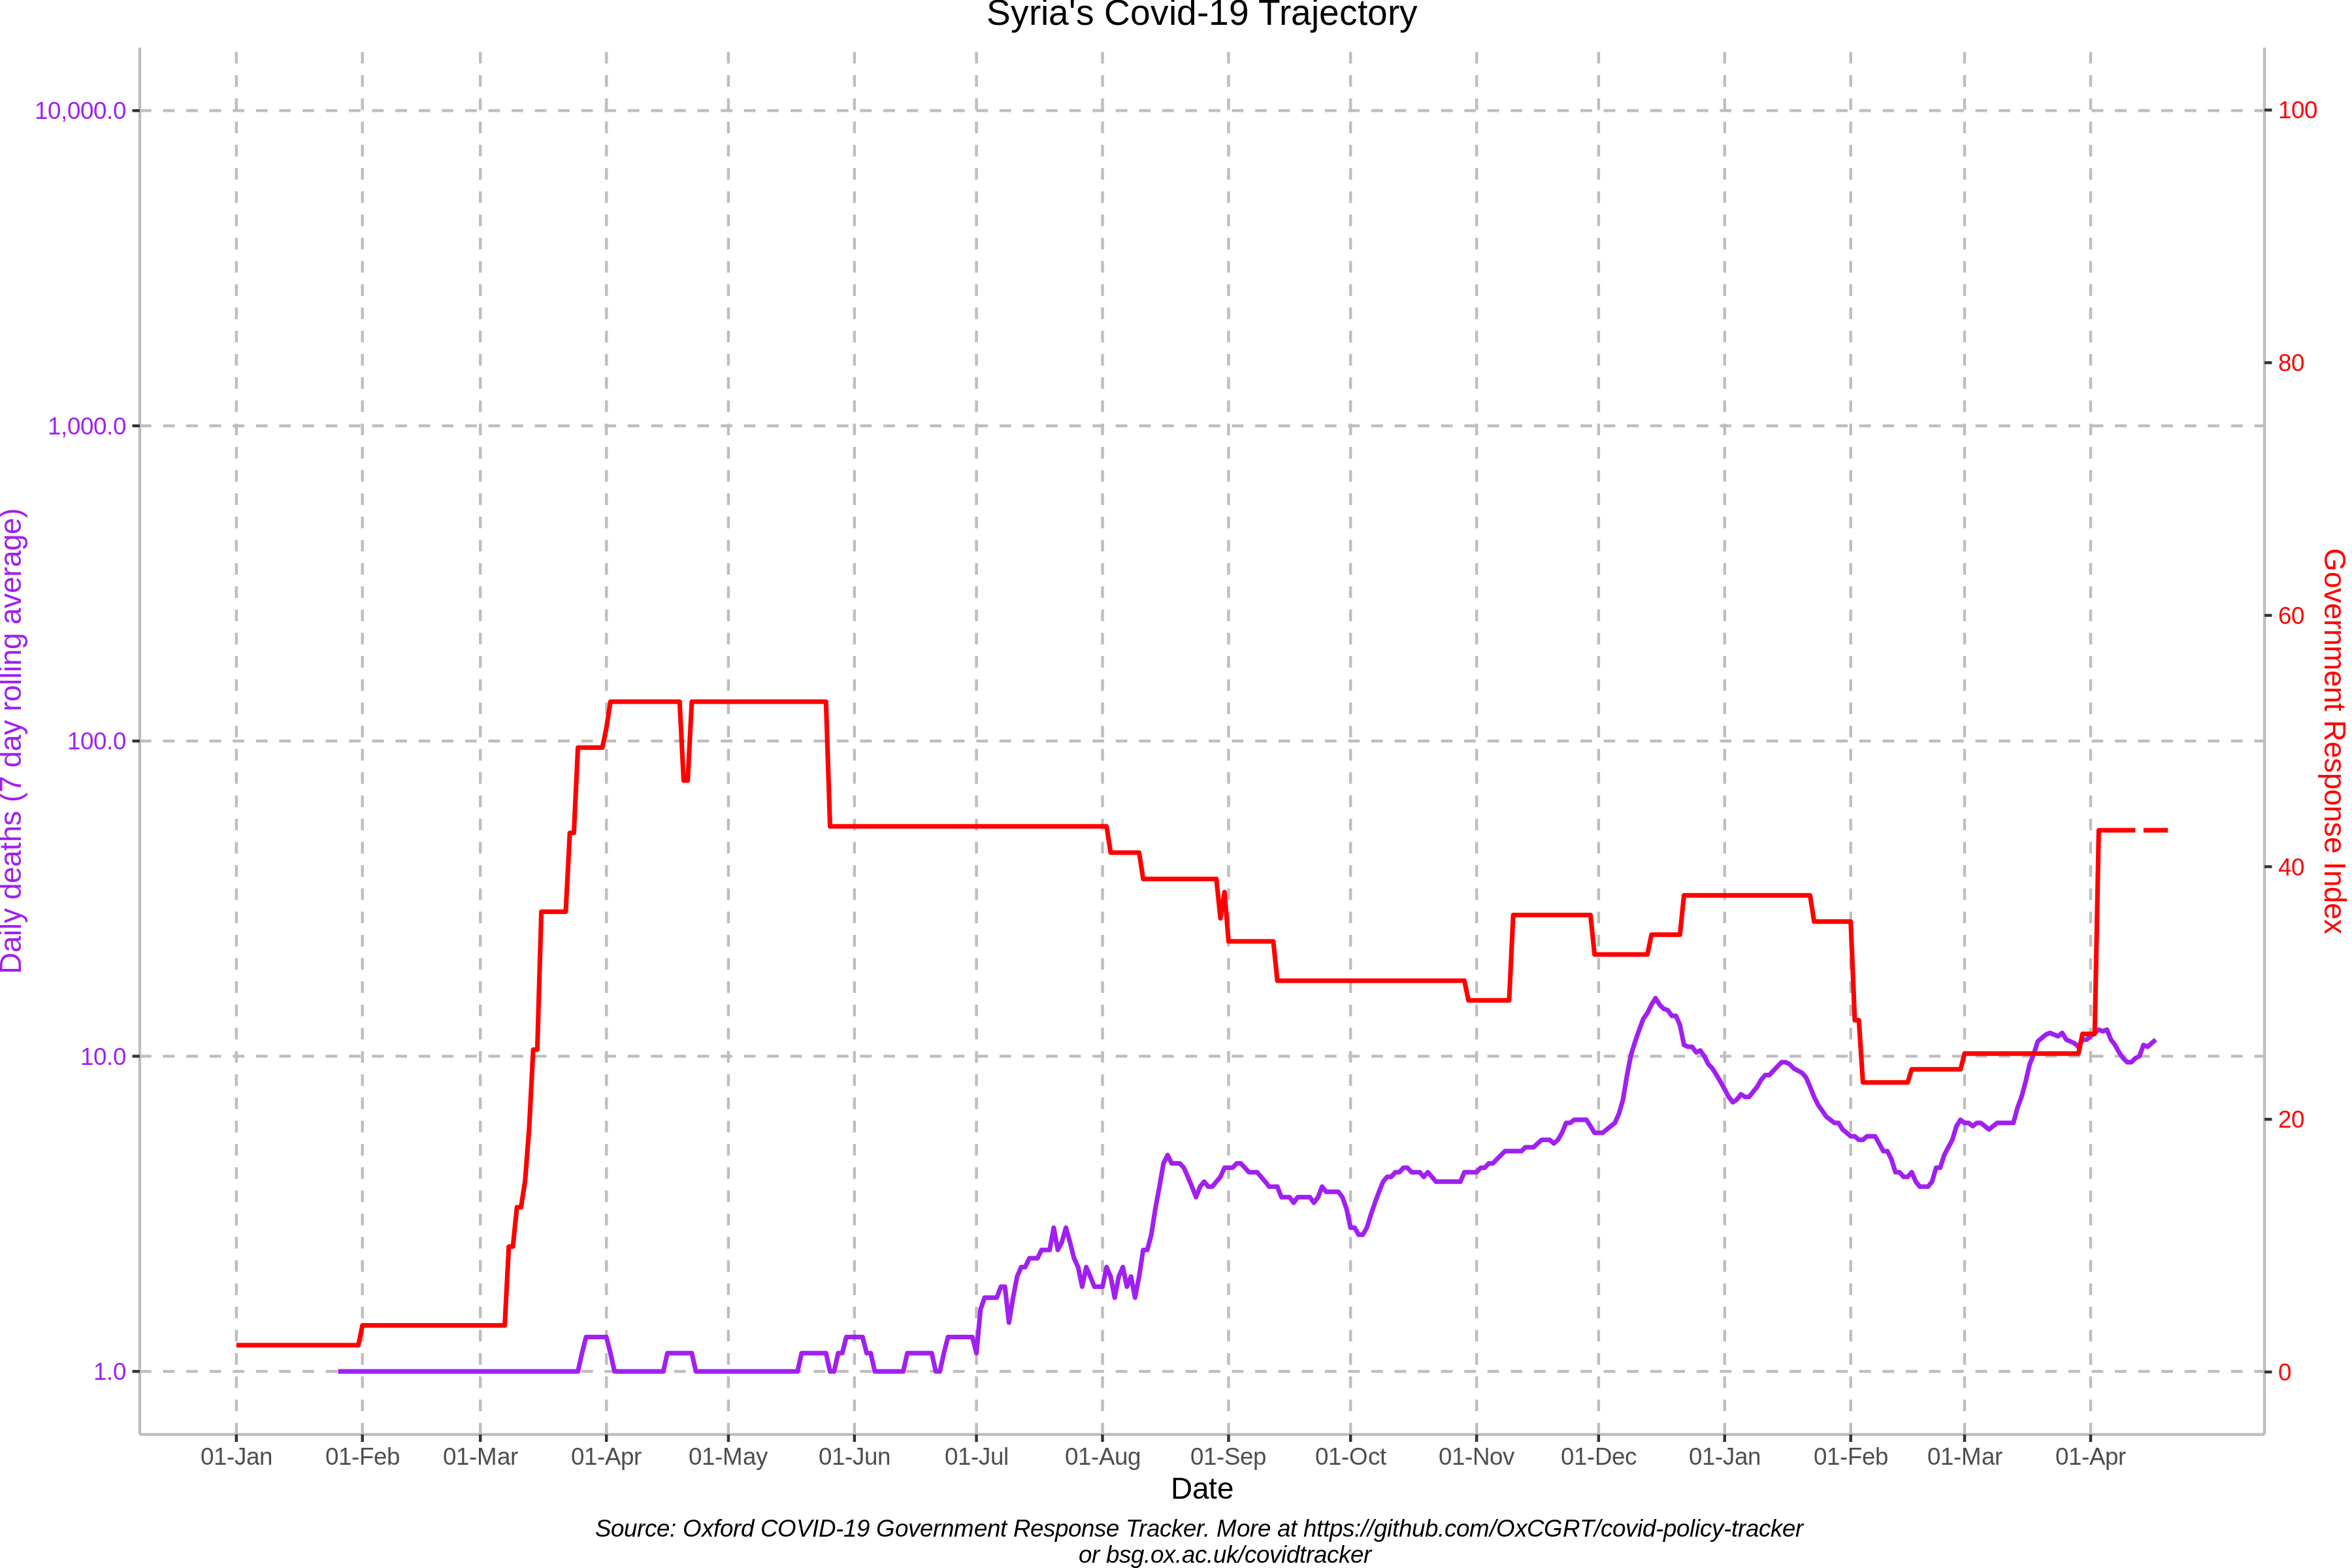 Syria's Covid-19 Trajectory
Daily deaths (7 day rolling average)
10,000.0
1,000.0
100.0
10.0
1.0
100
80
60
40
20
0
Government Response Index
01-Jan 01-Feb 01-Mar 01-Apr 01-May 01-Jun 01-Jul 01-Aug 01-Sep 01-Oct 01-Nov 01-Dec 01-Jan 01-Feb 01-Mar 01-Apr
Date
Source: Oxford COVID-19 Government Response Tracker. More at https://github.com/OxCGRT/covid-policy-tracker
or bsg.ox.ac.uk/covidtracker